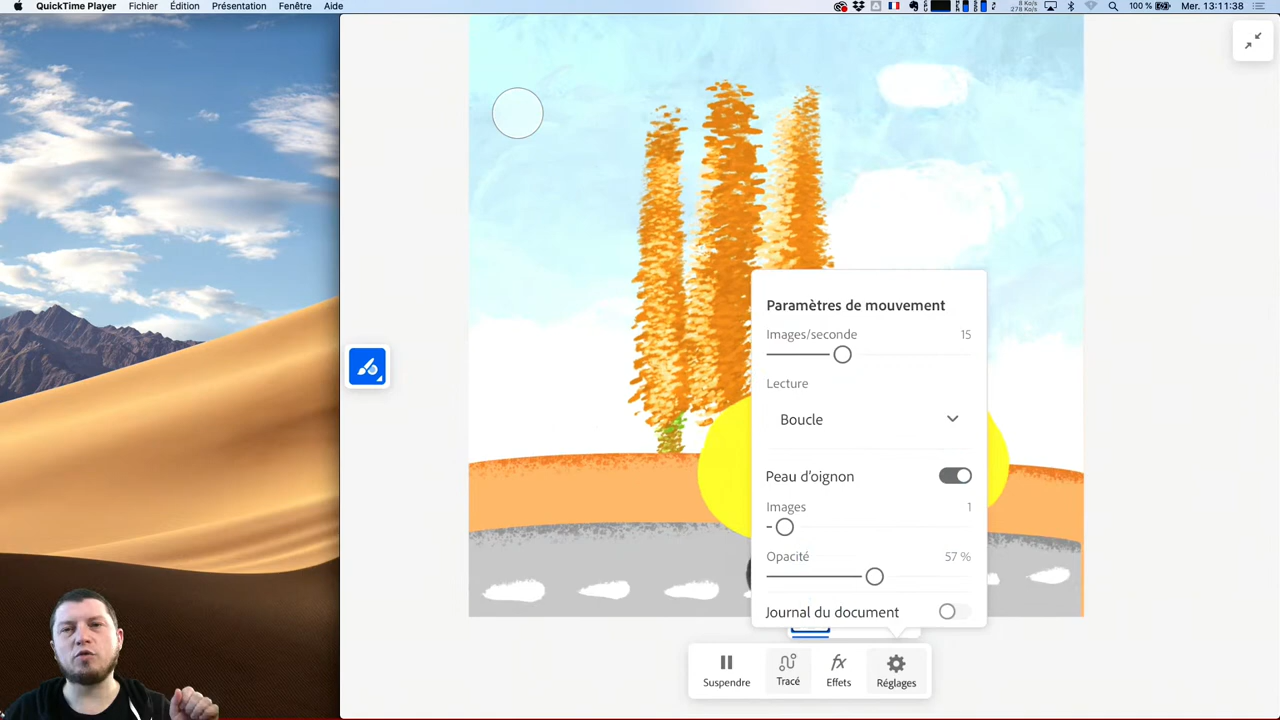 QuickTime Player Fichier Édition Présentation Fenêtre Aide
100 % Mer. 13:11:38
Paramètres de mouvement
Images/seconde 15
Lecture
Boucle
Peau d’oignon
Images 1
Opacité 57 %
Journal du document
Suspendre Tracé Effets Réglages